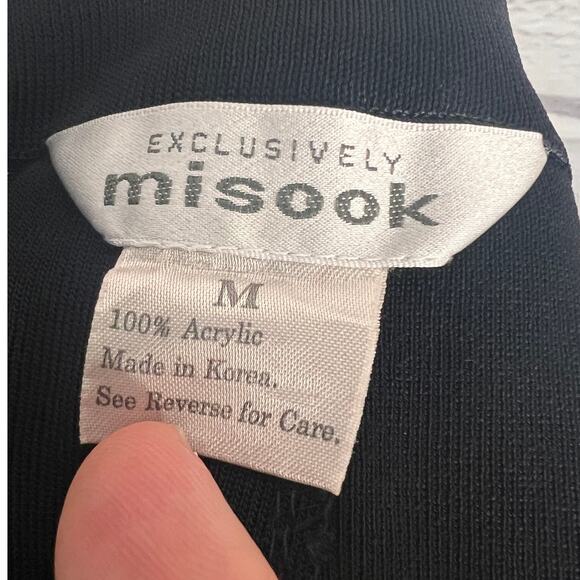 EXCLUSIVELY
misook
M
100% Acrylic
Made in Korea.
See Reverse for Care.